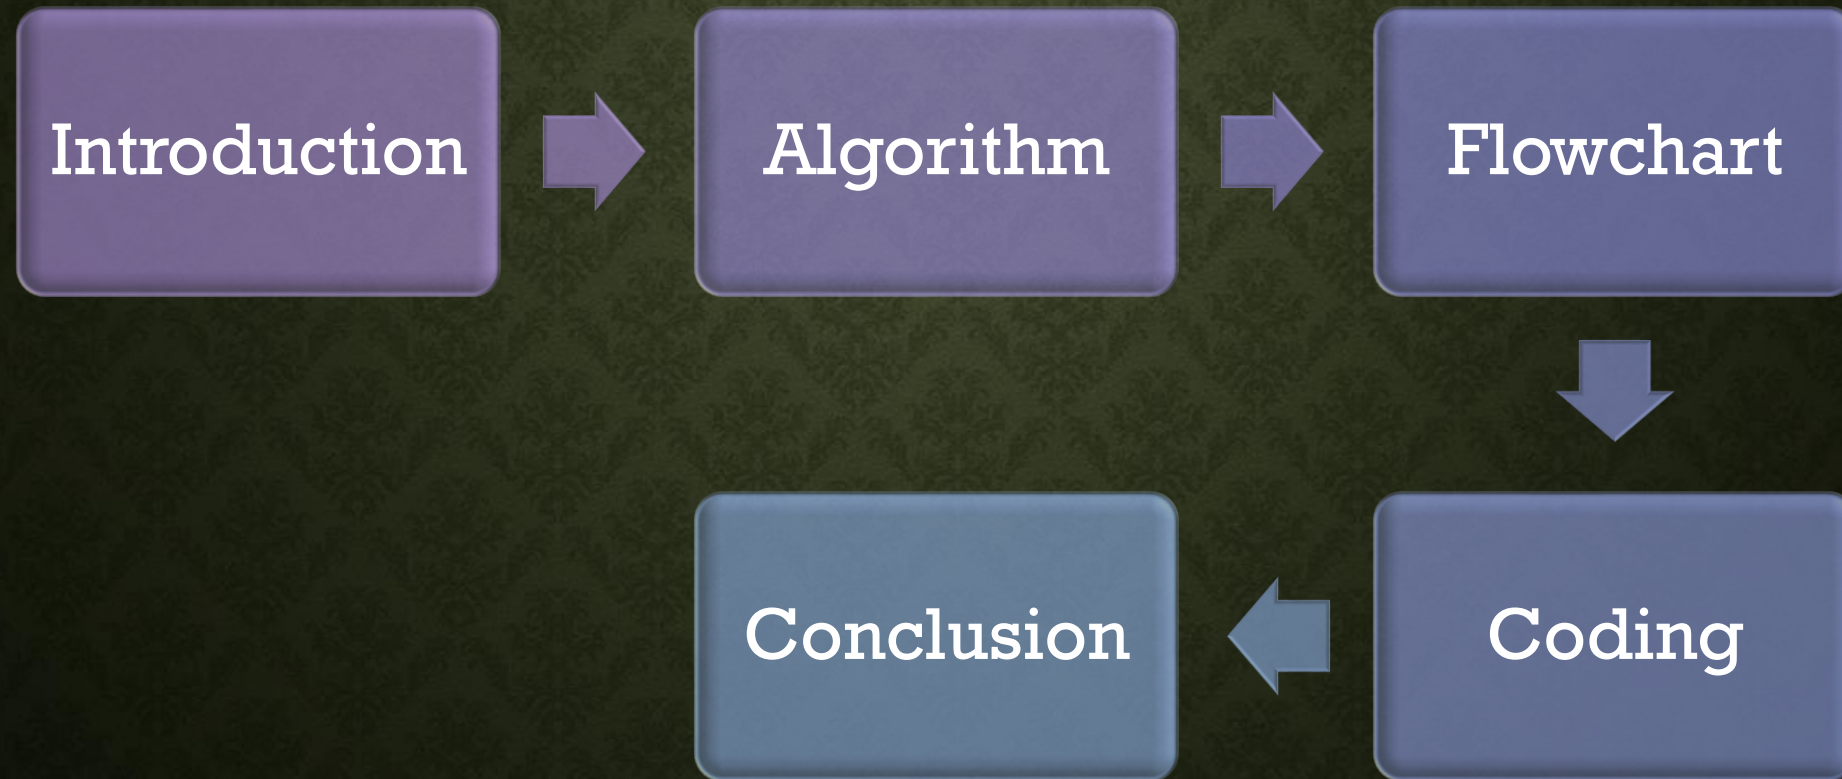 Introduction
Algorithm
Flowchart
Coding
Conclusion